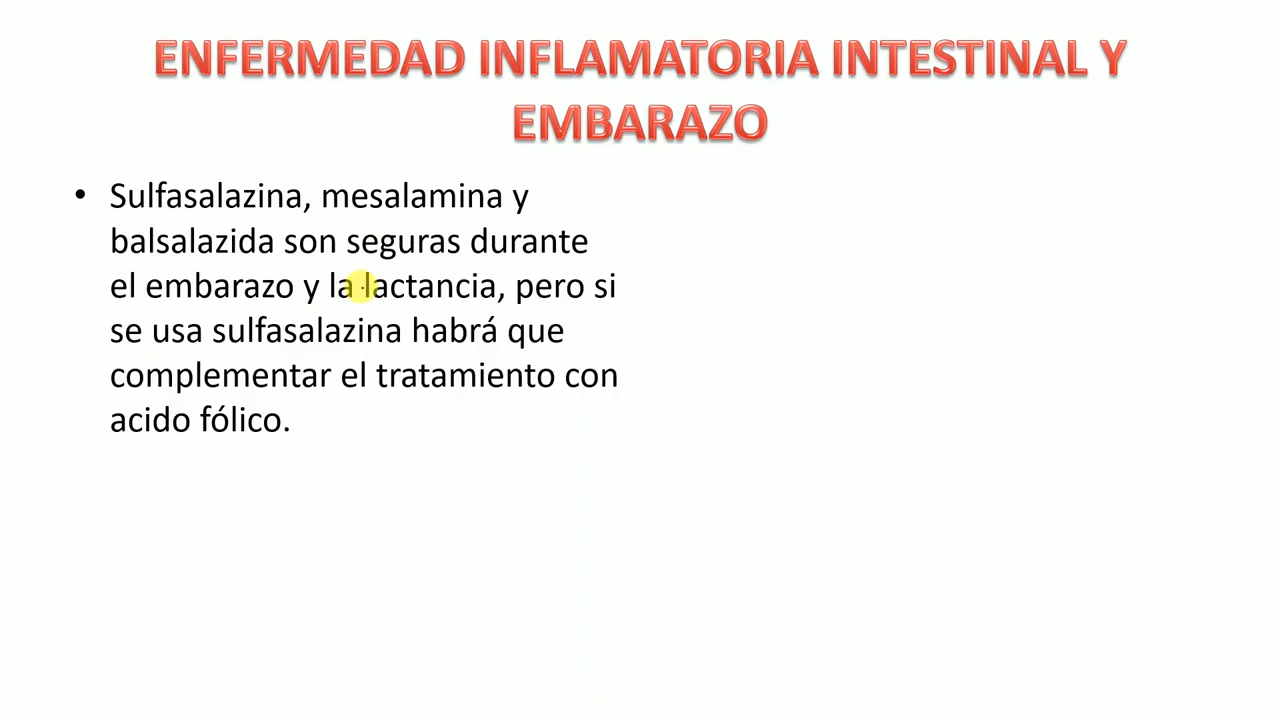 ENFERMEDAD INFLAMATORIA INTESTINAL Y
EMBARAZO
• Sulfasalazina, mesalamina y
balsalazida son seguras durante
el embarazo y la lactancia, pero si
se usa sulfasalazina habrá que
complementar el tratamiento con
acido fólico.